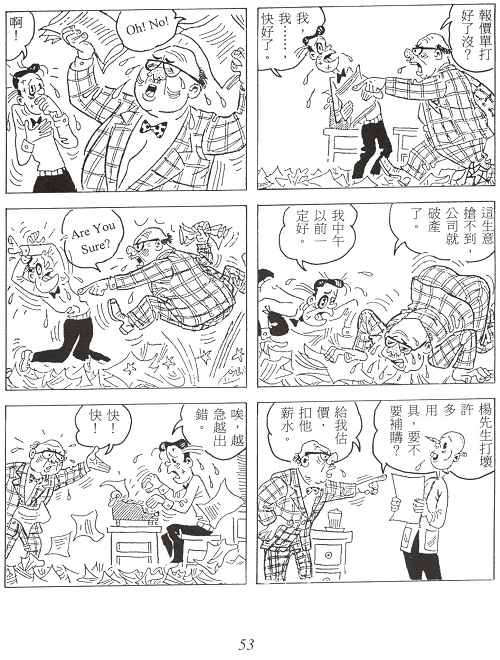 報價單打
好了沒？
我，
我……，
快好了。
Oh! No!
啊！
這生意
搶不到，
公司就
破產
了。
我中午
以前一
定好。
Are You
Sure?
楊先生打壞
許
多
用
具，要不
要補購？
給我估
價，
扣他
薪水。
唉，越
急越出
錯。
快！
快！
53